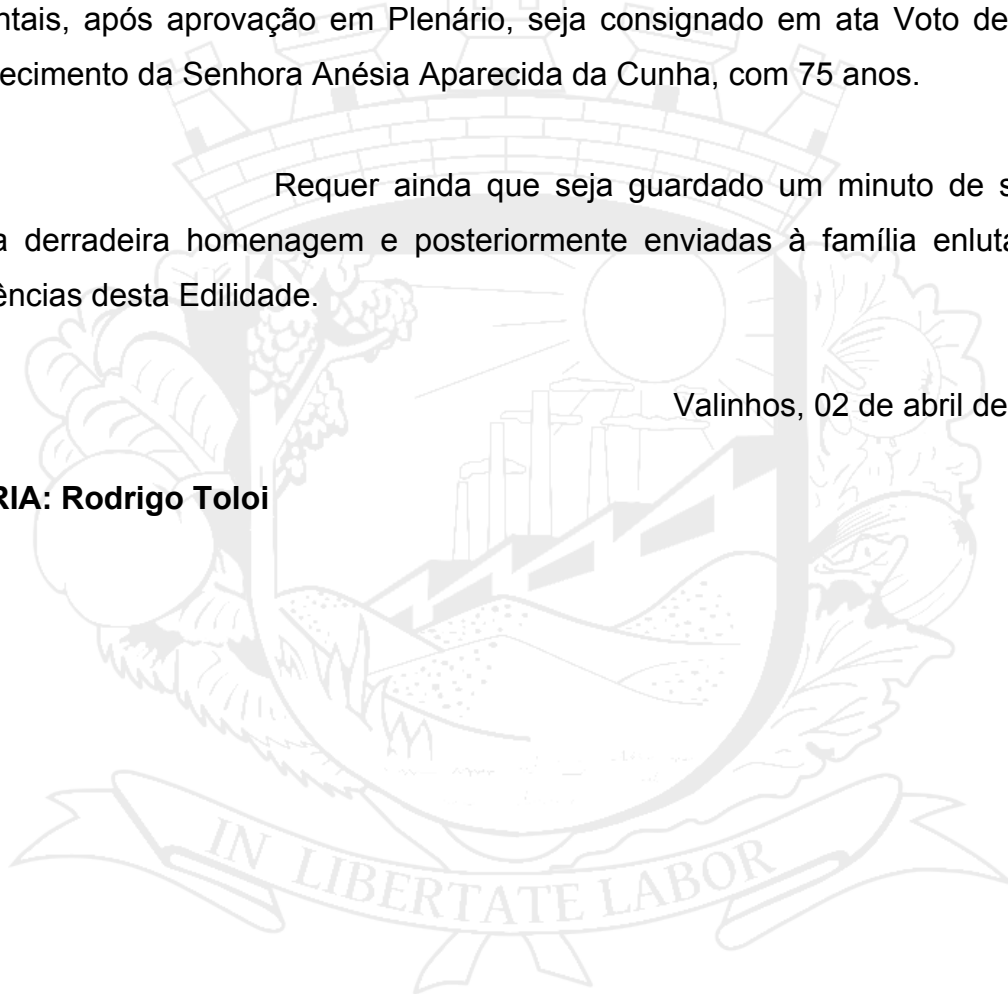 ntais, após aprovação em Plenário, seja consignado em ata Voto de
ecimento da Senhora Anésia Aparecida da Cunha, com 75 anos.
Requer ainda que seja guardado um minuto de s
a derradeira homenagem e posteriormente enviadas à família enluta
ências desta Edilidade.
Valinhos, 02 de abril de
RIA: Rodrigo Toloi
IN LIBERTATE LABOR